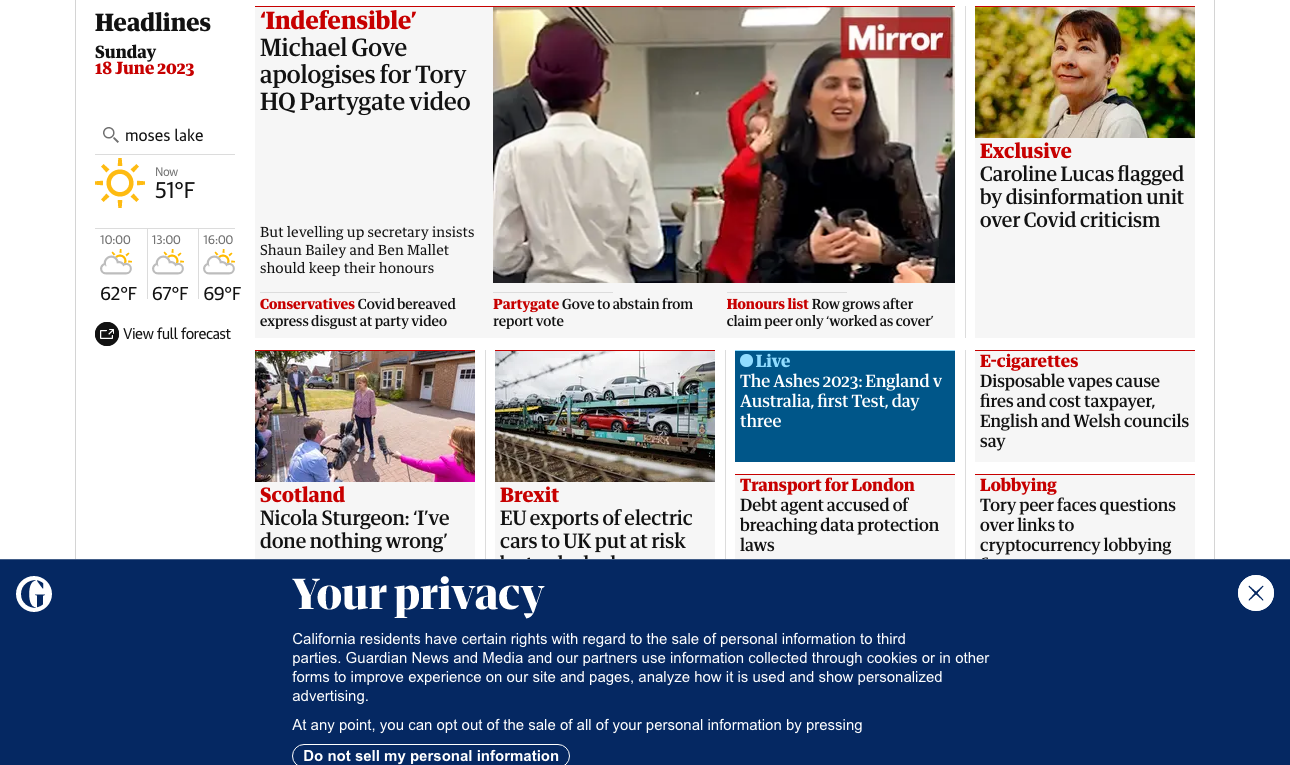 Headlines
Sunday
18 June 2023
moses lake
Now
51°F
10:00
13:00
16:00
62°F
67°F
69°F
View full forecast
‘Indefensible’
Michael Gove
apologises for Tory
HQ Partygate video
But levelling up secretary insists
Shaun Bailey and Ben Mallet
should keep their honours
Mirror
Conservatives Covid bereaved
express disgust at party video
Partygate Gove to abstain from
report vote
Honours list Row grows after
claim peer only ‘worked as cover’
Exclusive
Caroline Lucas flagged
by disinformation unit
over Covid criticism
Scotland
Nicola Sturgeon: ‘I’ve
done nothing wrong’
Brexit
EU exports of electric
cars to UK put at risk
Live
The Ashes 2023: England v
Australia, first Test, day
three
Transport for London
Debt agent accused of
breaching data protection
laws
E-cigarettes
Disposable vapes cause
fires and cost taxpayer,
English and Welsh councils
say
Lobbying
Tory peer faces questions
over links to
cryptocurrency lobbying
Your privacy
California residents have certain rights with regard to the sale of personal information to third
parties. Guardian News and Media and our partners use information collected through cookies or in other
forms to improve experience on our site and pages, analyze how it is used and show personalized
advertising.
At any point, you can opt out of the sale of all of your personal information by pressing
Do not sell my personal information